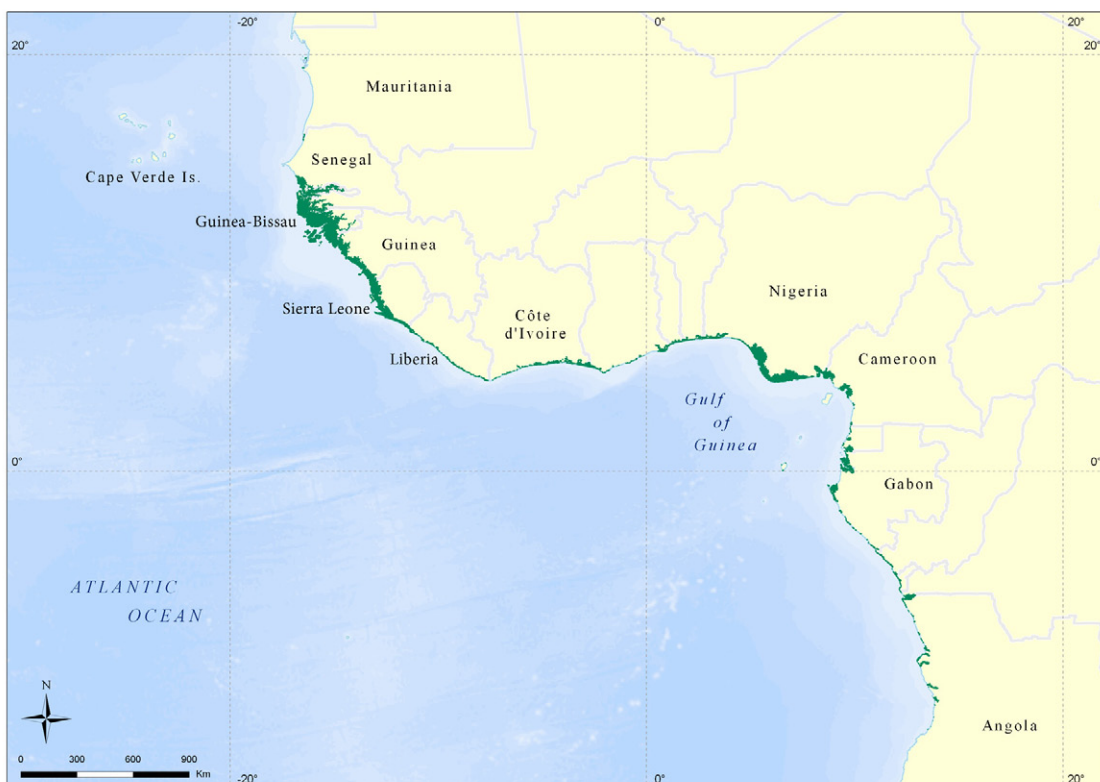 -20°
0°
20°
20°
20°
Mauritania
Senegal
Cape Verde Is.
Guinea-Bissau
Guinea
Nigeria
Sierra Leone
Côte
d'Ivoire
Liberia
Cameroon
Gulf
of
Guinea
0°
0°
Gabon
ATLANTIC
OCEAN
N
Angola
0 300 600 900
Km
-20°
0°
20°